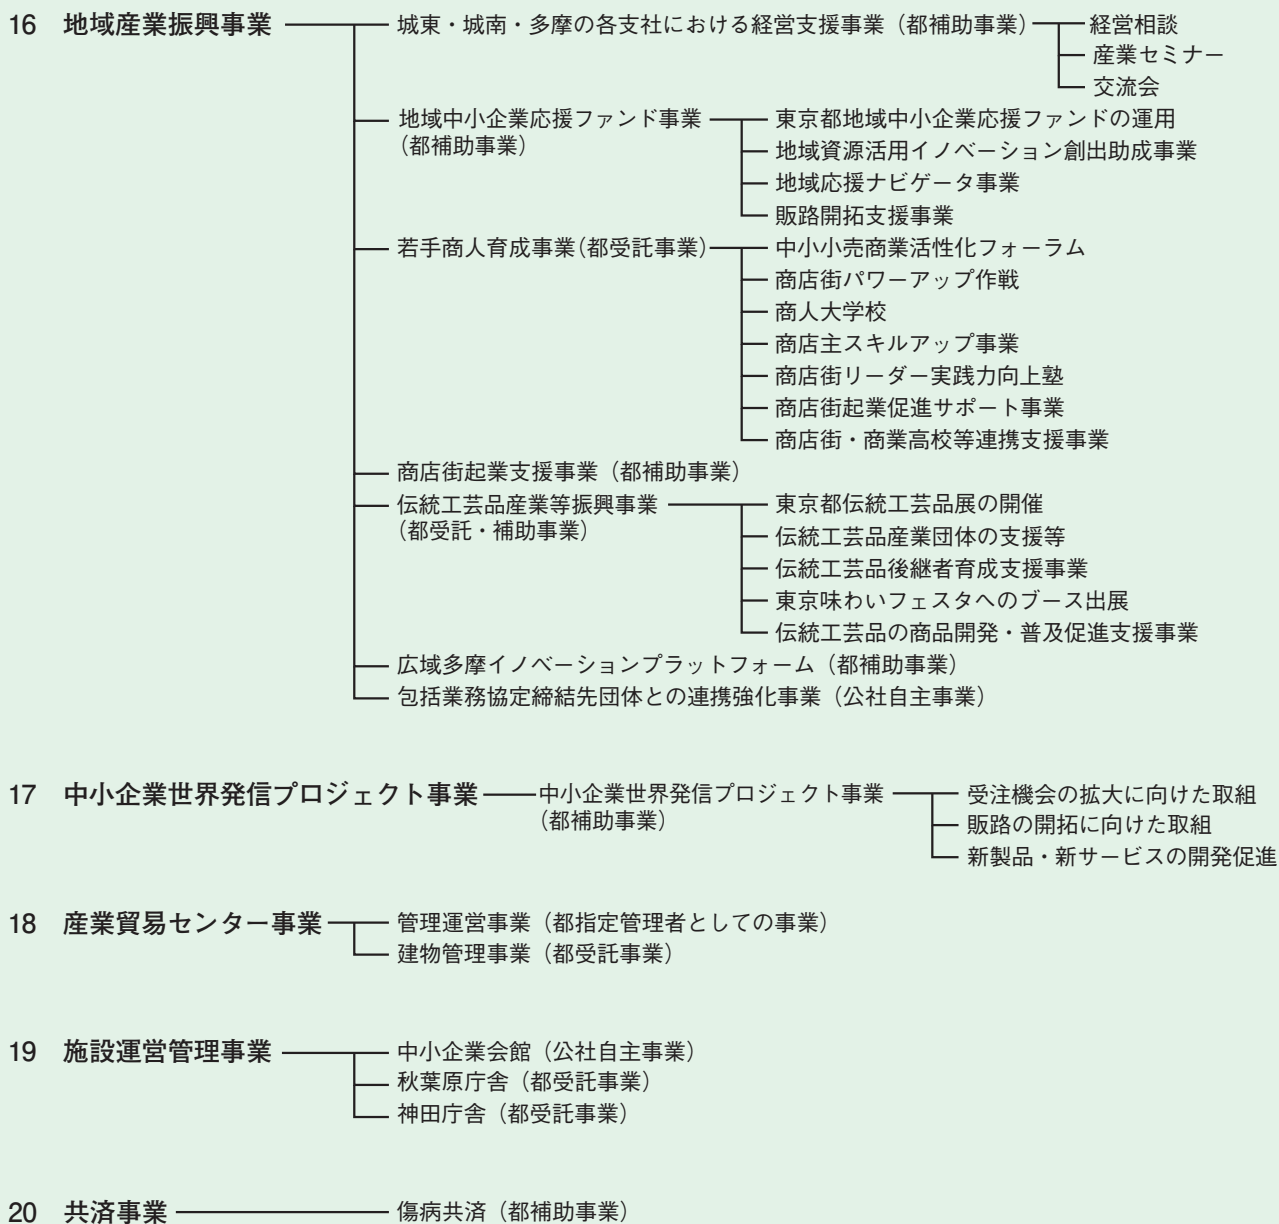 16 地域産業振興事業
城東・城南・多摩の各支社における経営支援事業（都補助事業）
経営相談
産業セミナー
交流会
地域中小企業応援ファンド事業
（都補助事業）
東京都地域中小企業応援ファンドの運用
地域資源活用イノベーション創出助成事業
地域応援ナビゲータ事業
販路開拓支援事業
若手商人育成事業（都受託事業）
中小小売商業活性化フォーラム
商店街パワーアップ作戦
商人大学校
商店主スキルアップ事業
商店街リーダー実践力向上塾
商店街起業促進サポート事業
商店街・商業高校等連携支援事業
商店街起業支援事業（都補助事業）
伝統工芸品産業等振興事業
（都受託・補助事業）
東京都伝統工芸品展の開催
伝統工芸品産業団体の支援等
伝統工芸品後継者育成支援事業
東京味わいフェスタへのブース出展
伝統工芸品の商品開発・普及促進支援事業
広域多摩イノベーションプラットフォーム（都補助事業）
包括業務協定締結先団体との連携強化事業（公社自主事業）
17 中小企業世界発信プロジェクト事業
中小企業世界発信プロジェクト事業
（都補助事業）
受注機会の拡大に向けた取組
販路の開拓に向けた取組
新製品・新サービスの開発促進
18 産業貿易センター事業
管理運営事業（都指定管理者としての事業）
建物管理事業（都受託事業）
19 施設運営管理事業
中小企業会館（公社自主事業）
秋葉原庁舎（都受託事業）
神田庁舎（都受託事業）
20 共済事業
傷病共済（都補助事業）